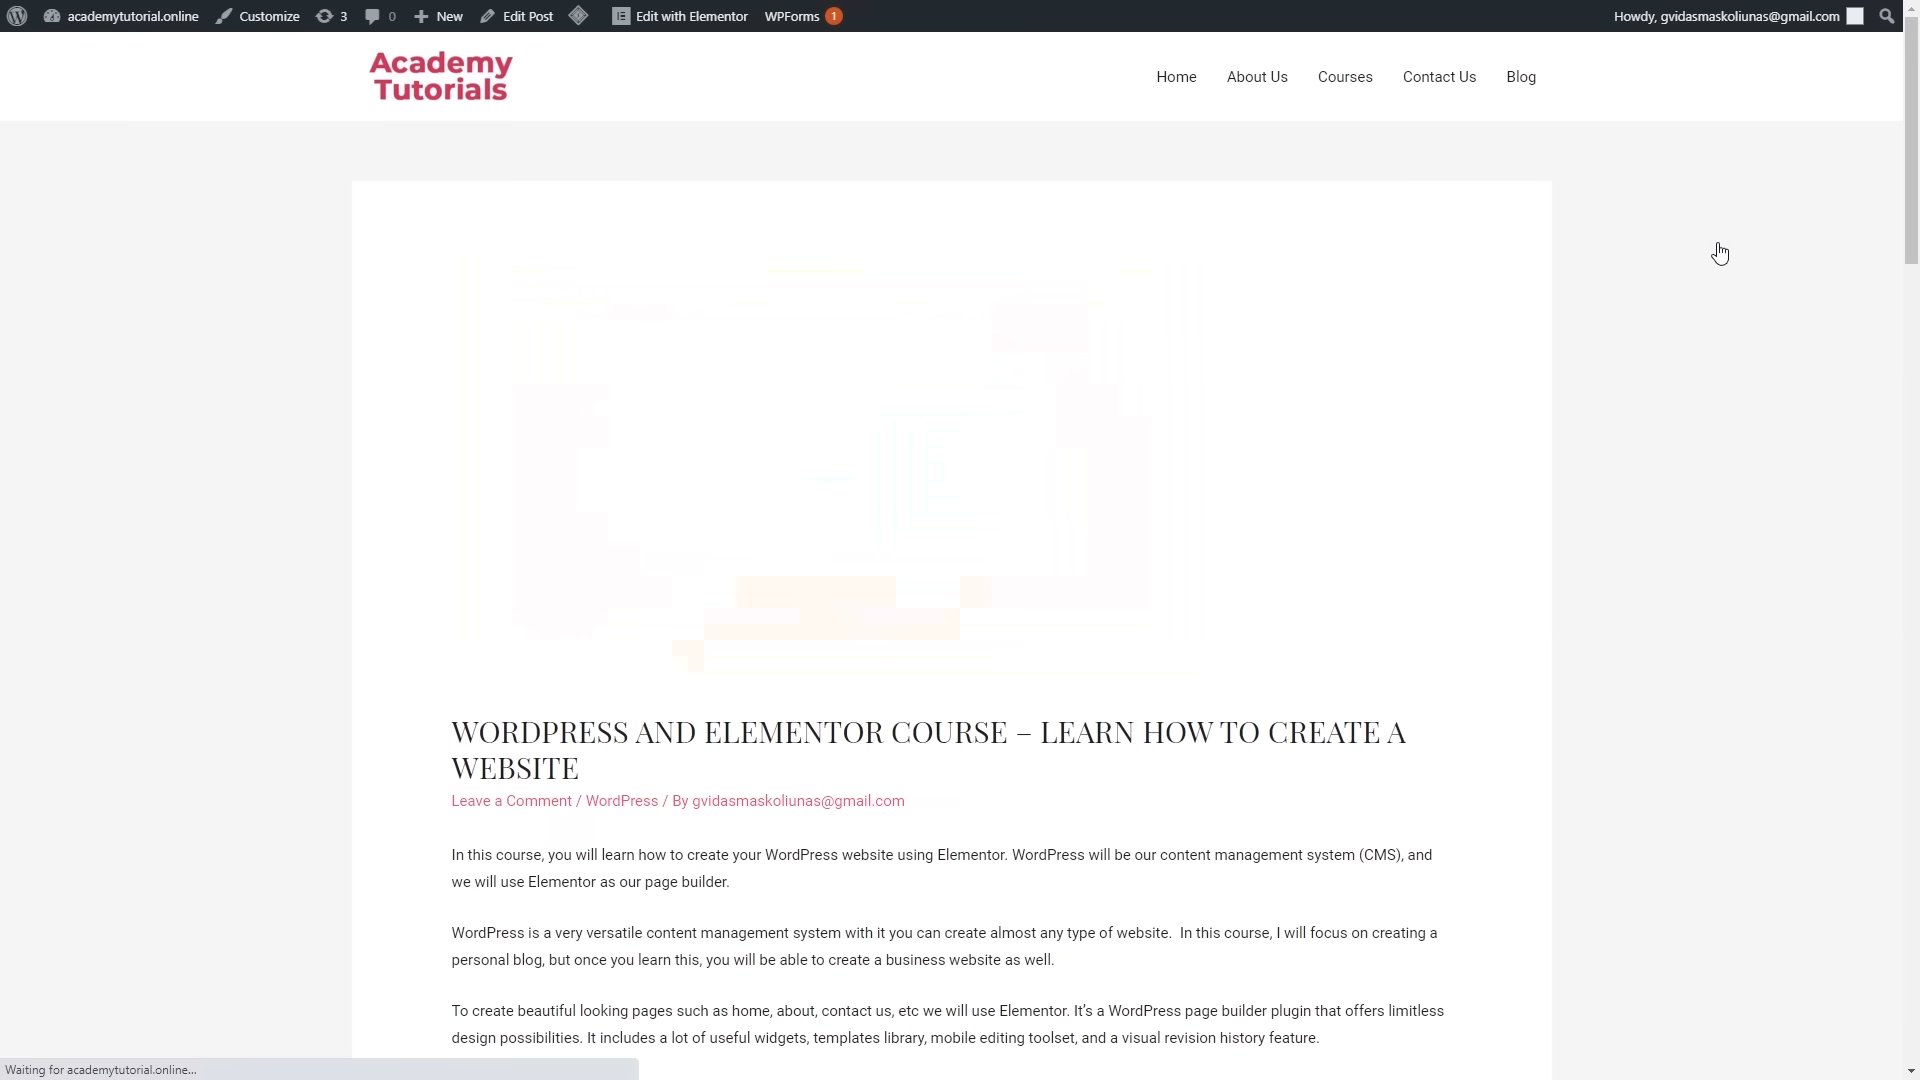 academytutorial.online Customize 3 0 New Edit Post Edit with Elementor WPForms 1 Howdy, gvidasmaskoliunas@gmail.com
Academy
Tutorials
Home About Us Courses Contact Us Blog
WORDPRESS AND ELEMENTOR COURSE – LEARN HOW TO CREATE A
WEBSITE
Leave a Comment / WordPress / By gvidasmaskoliunas@gmail.com
In this course, you will learn how to create your WordPress website using Elementor. WordPress will be our content management system (CMS), and
we will use Elementor as our page builder.
WordPress is a very versatile content management system with it you can create almost any type of website. In this course, I will focus on creating a
personal blog, but once you learn this, you will be able to create a business website as well.
To create beautiful looking pages such as home, about, contact us, etc we will use Elementor. It’s a WordPress page builder plugin that offers limitless
design possibilities. It includes a lot of useful widgets, templates library, mobile editing toolset, and a visual revision history feature.
Waiting for academytutorial.online...